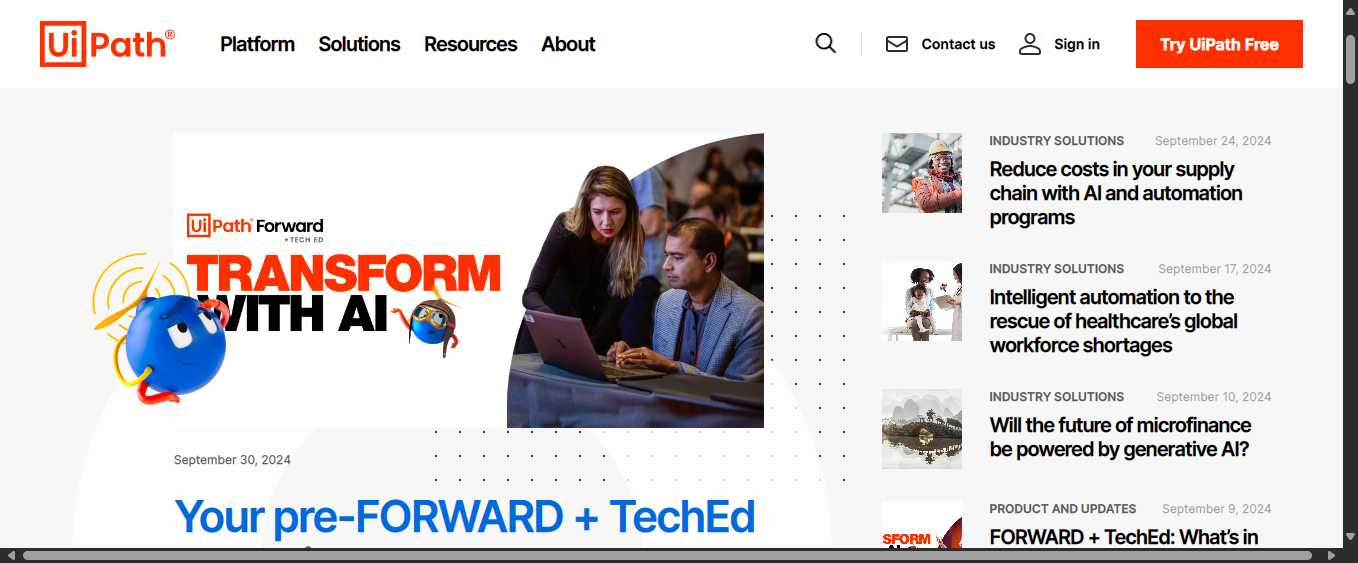 UiPath®
Platform
Solutions
Resources
About
Contact us
Sign in
Try UiPath Free
UiPath Forward
+ TECH ED
TRANSFORM
WITH AI
September 30, 2024
Your pre-FORWARD + TechEd
INDUSTRY SOLUTIONS September 24, 2024
Reduce costs in your supply
chain with AI and automation
programs
INDUSTRY SOLUTIONS September 17, 2024
Intelligent automation to the
rescue of healthcare’s global
workforce shortages
INDUSTRY SOLUTIONS September 10, 2024
Will the future of microfinance
be powered by generative AI?
PRODUCT AND UPDATES September 9, 2024
SFORM
FORWARD + TechEd: What’s in